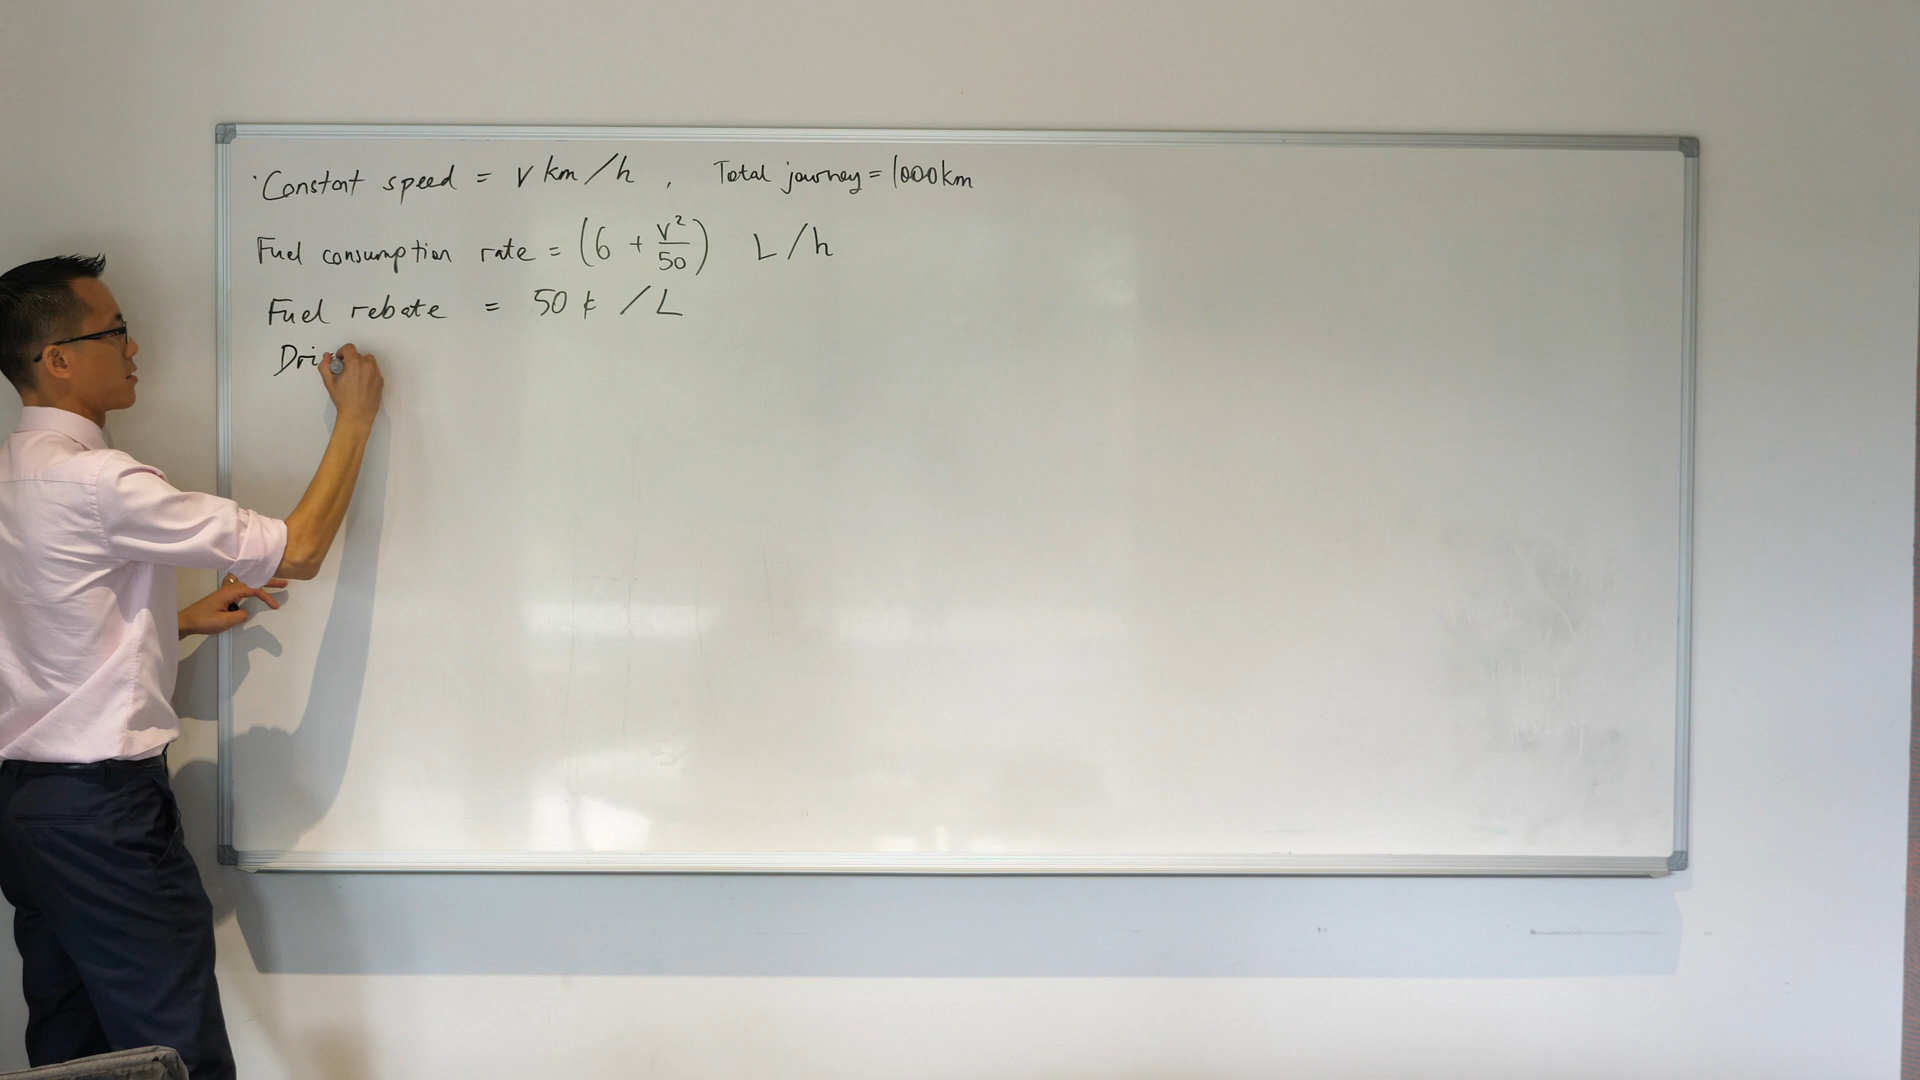 Constant speed = v km/h , Total journey = 1000km
Fuel consumption rate = (6 + v²/50) L/h
Fuel rebate = 50 ¢ / L
Dri